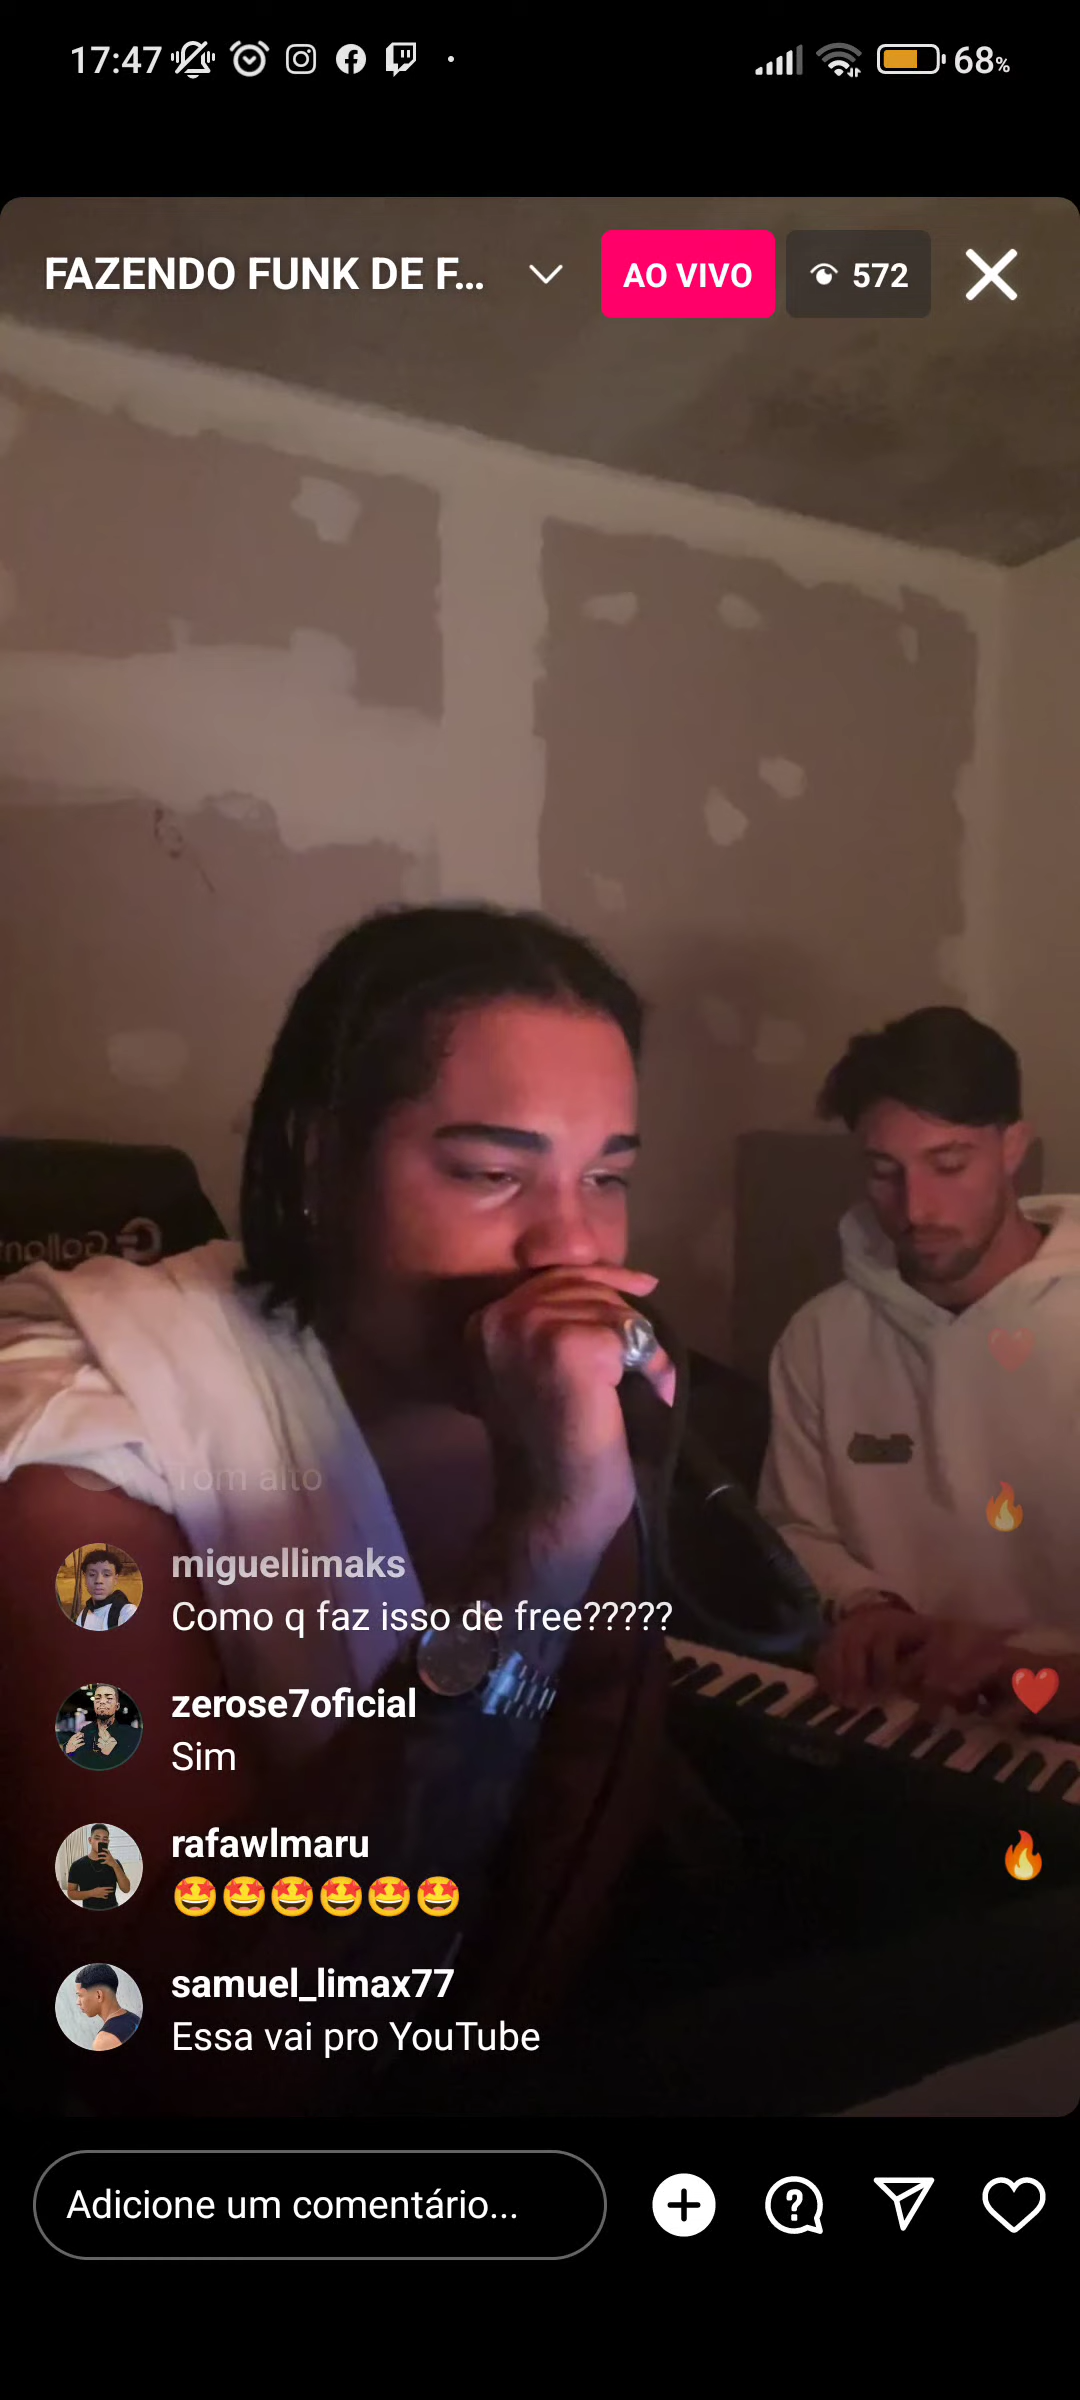 17:47
68%
FAZENDO FUNK DE F...
AO VIVO
572
Gallant
Tom alto
miguellimaks
Como q faz isso de free?????
zerose7oficial
Sim
rafawlmaru
🤩🤩🤩🤩🤩🤩
samuel_limax77
Essa vai pro YouTube
Adicione um comentário...